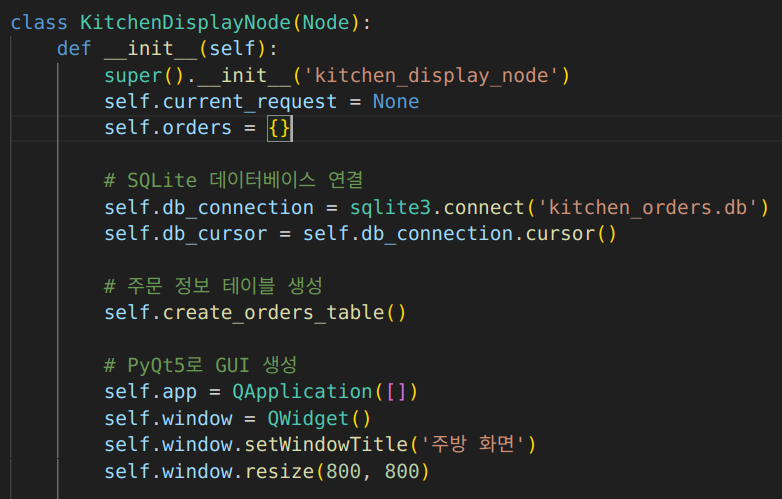 class KitchenDisplayNode(Node):
    def __init__(self):
        super().__init__('kitchen_display_node')
        self.current_request = None
        self.orders = {}

        # SQLite 데이터베이스 연결
        self.db_connection = sqlite3.connect('kitchen_orders.db')
        self.db_cursor = self.db_connection.cursor()

        # 주문 정보 테이블 생성
        self.create_orders_table()

        # PyQt5로 GUI 생성
        self.app = QApplication([])
        self.window = QWidget()
        self.window.setWindowTitle('주방 화면')
        self.window.resize(800, 800)